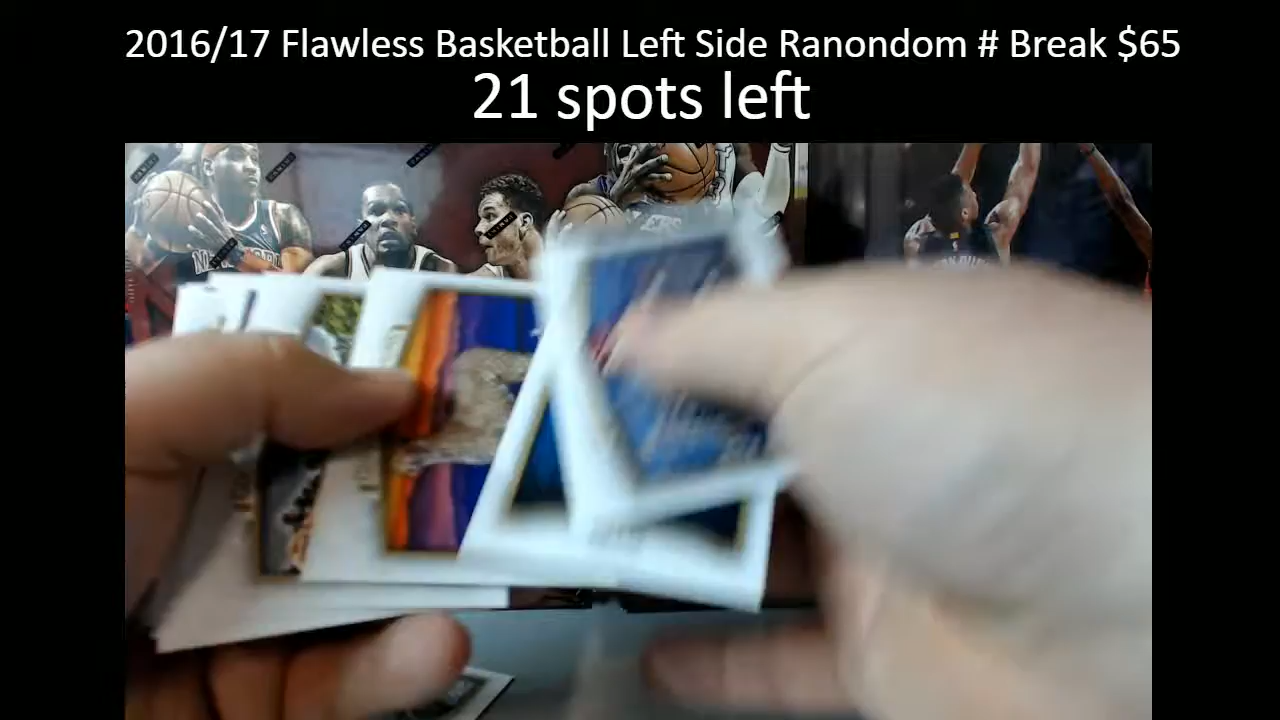 2016/17 Flawless Basketball Left Side Ranondom # Break $65
21 spots left